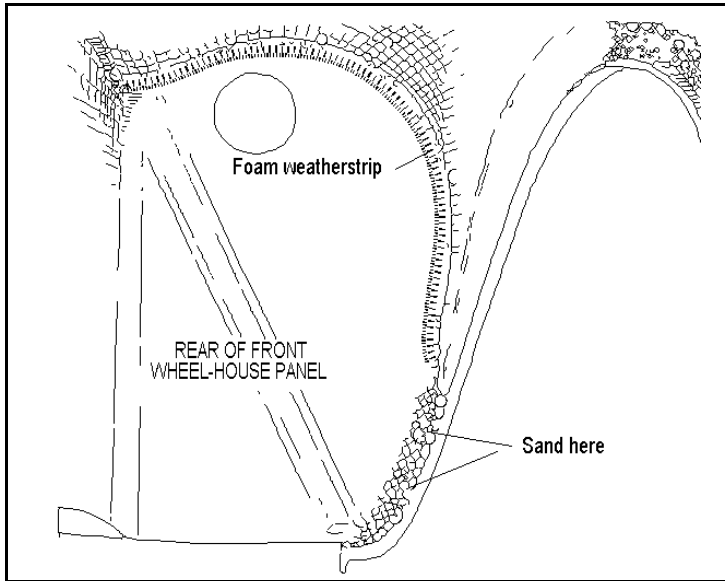 Foam weatherstrip
REAR OF FRONT
WHEEL-HOUSE PANEL
Sand here